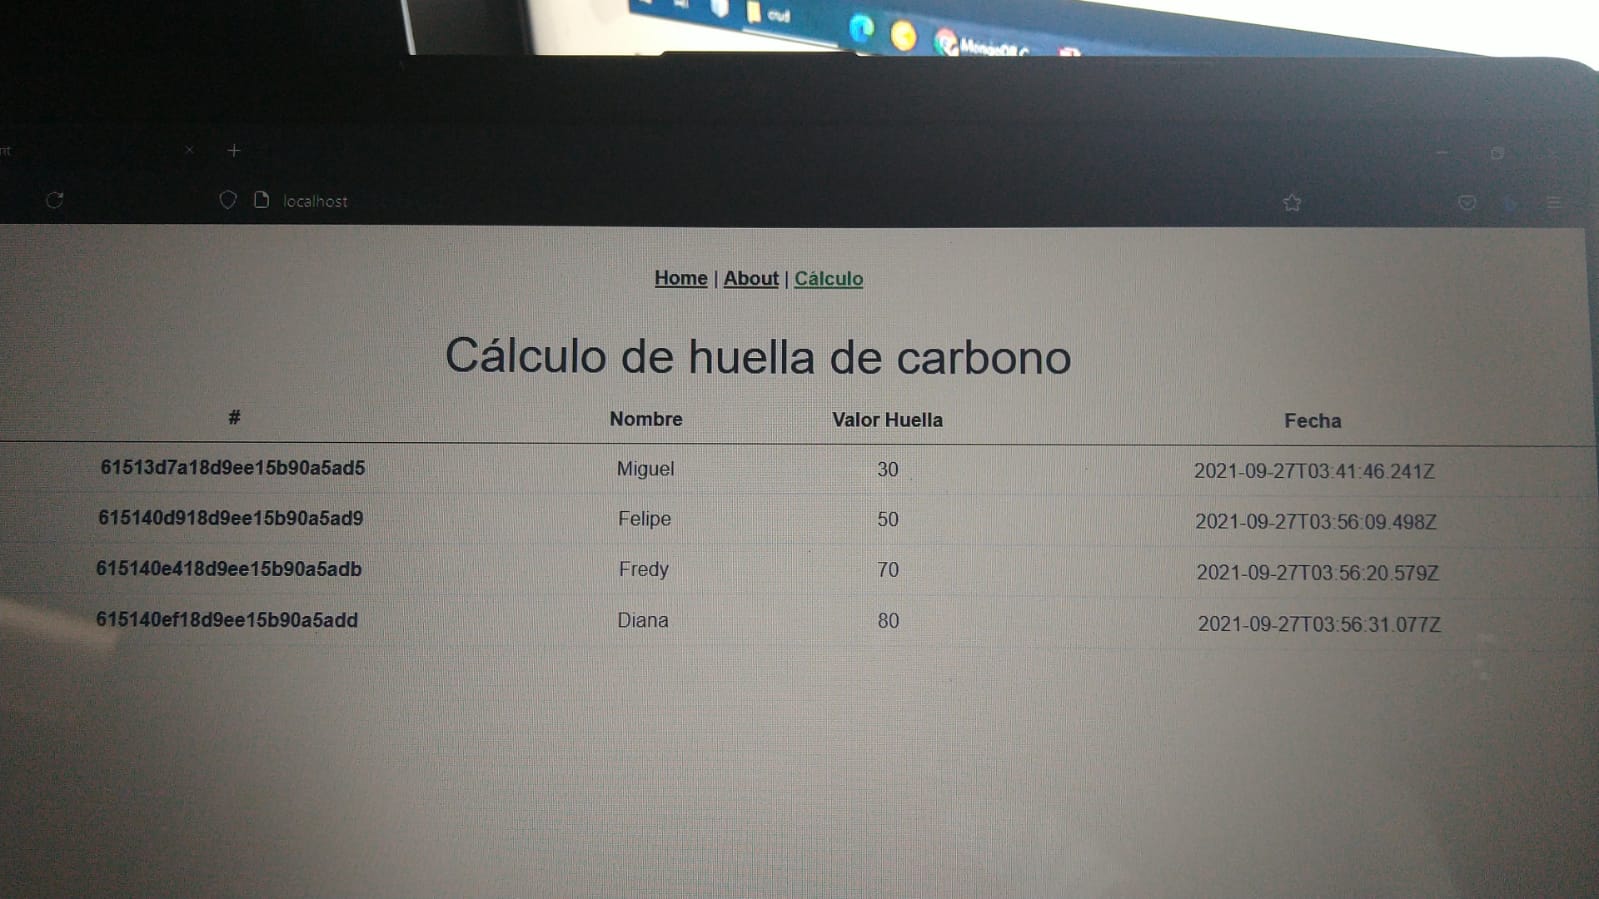 crud
MongoDB C
localhost
Home | About | Cálculo
Cálculo de huella de carbono
# Nombre Valor Huella Fecha
61513d7a18d9ee15b90a5ad5 Miguel 30 2021-09-27T03:41:46.241Z
615140d918d9ee15b90a5ad9 Felipe 50 2021-09-27T03:56:09.498Z
615140e418d9ee15b90a5adb Fredy 70 2021-09-27T03:56:20.579Z
615140ef18d9ee15b90a5add Diana 80 2021-09-27T03:56:31.077Z